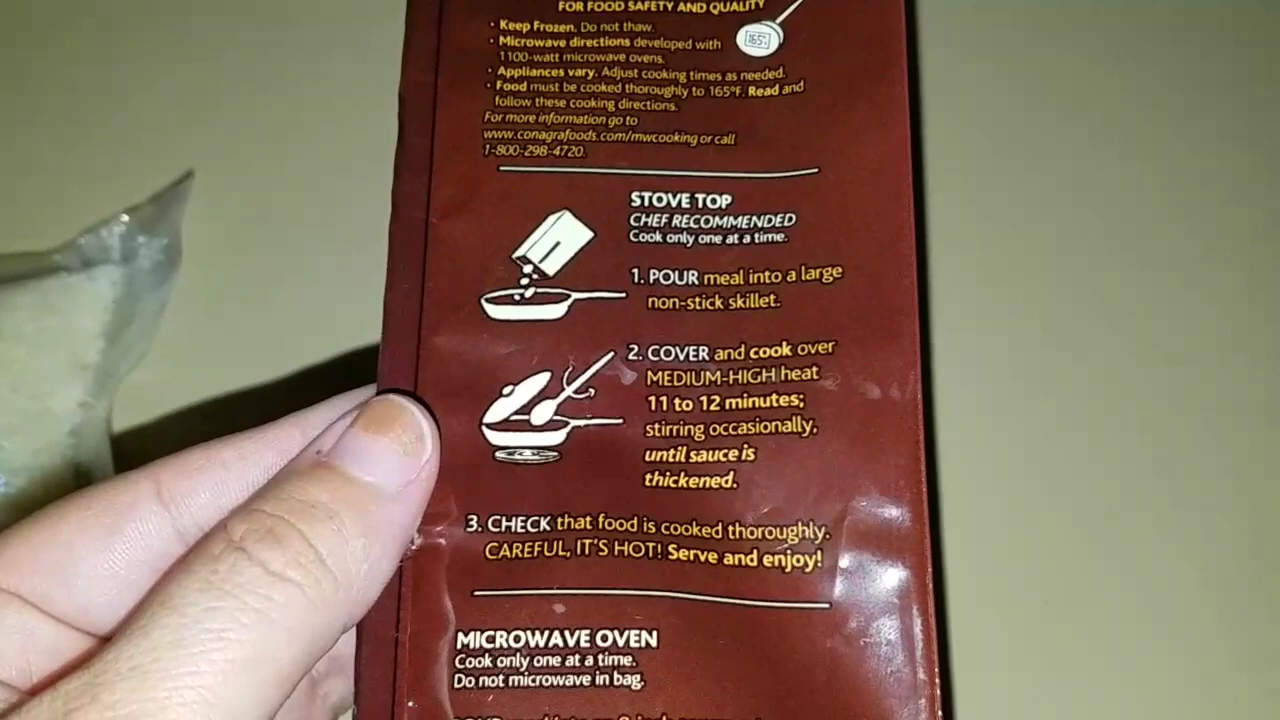 FOR FOOD SAFETY AND QUALITY
• Keep Frozen. Do not thaw.
• Microwave directions developed with
1100-watt microwave ovens.
165°
• Appliances vary. Adjust cooking times as needed.
• Food must be cooked thoroughly to 165°F. Read and
follow these cooking directions.
For more information go to
www.conagrafoods.com/mwcooking or call
1-800-298-4720.
STOVE TOP
CHEF RECOMMENDED
Cook only one at a time.
1. POUR meal into a large
non-stick skillet.
2. COVER and cook over
MEDIUM-HIGH heat
11 to 12 minutes;
stirring occasionally,
until sauce is
thickened.
3. CHECK that food is cooked thoroughly.
CAREFUL, IT'S HOT! Serve and enjoy!
MICROWAVE OVEN
Cook only one at a time.
Do not microwave in bag.